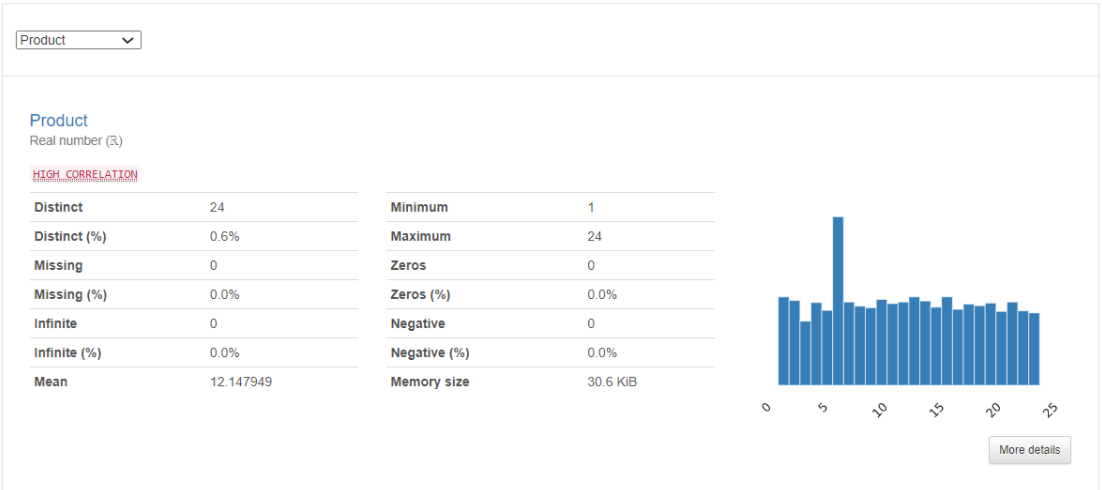 Product
Product
Real number (ℝ)
HIGH CORRELATION
Distinct 24
Distinct (%) 0.6%
Missing 0
Missing (%) 0.0%
Infinite 0
Infinite (%) 0.0%
Mean 12.147949
Minimum 1
Maximum 24
Zeros 0
Zeros (%) 0.0%
Negative 0
Negative (%) 0.0%
Memory size 30.6 KiB
0 5 10 15 20 25
More details